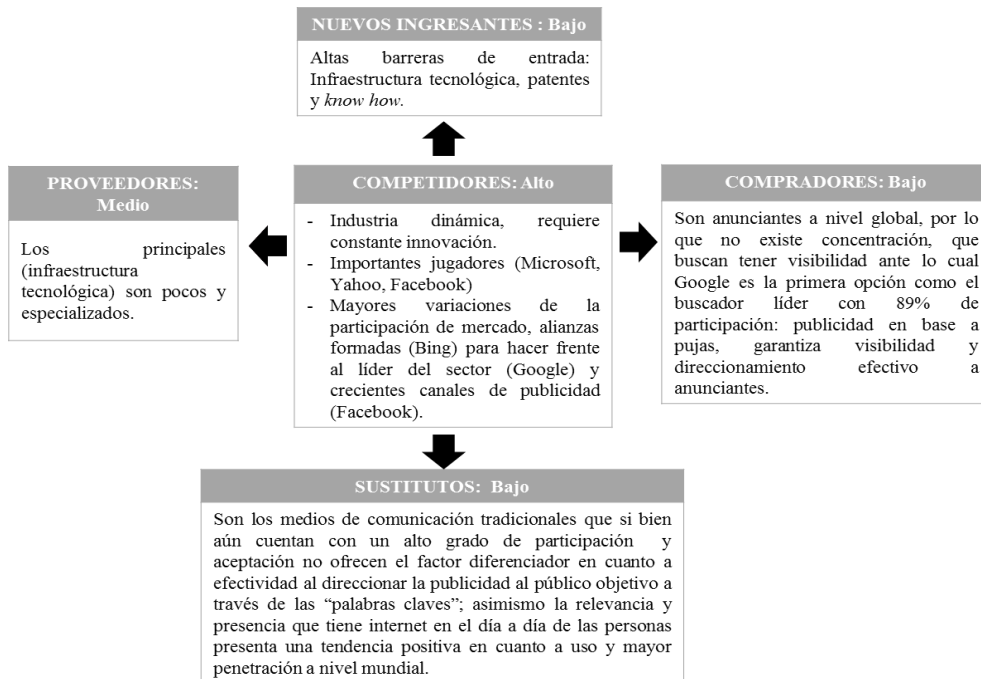 NUEVOS INGRESANTES : Bajo
Altas barreras de entrada:
Infraestructura tecnológica, patentes
y know how.
PROVEEDORES:
Medio
Los principales
(infraestructura
tecnológica) son pocos y
especializados.
COMPETIDORES: Alto
- Industria dinámica, requiere
constante innovación.
- Importantes jugadores (Microsoft,
Yahoo, Facebook)
- Mayores variaciones de la
participación de mercado, alianzas
formadas (Bing) para hacer frente
al líder del sector (Google) y
crecientes canales de publicidad
(Facebook).
COMPRADORES: Bajo
Son anunciantes a nivel global, por lo
que no existe concentración, que
buscan tener visibilidad ante lo cual
Google es la primera opción como el
buscador líder con 89% de
participación: publicidad en base a
pujas, garantiza visibilidad y
direccionamiento efectivo a
anunciantes.
SUSTITUTOS: Bajo
Son los medios de comunicación tradicionales que si bien
aún cuentan con un alto grado de participación y
aceptación no ofrecen el factor diferenciador en cuanto a
efectividad al direccionar la publicidad al público objetivo a
través de las “palabras claves”; asimismo la relevancia y
presencia que tiene internet en el día a día de las personas
presenta una tendencia positiva en cuanto a uso y mayor
penetración a nivel mundial.